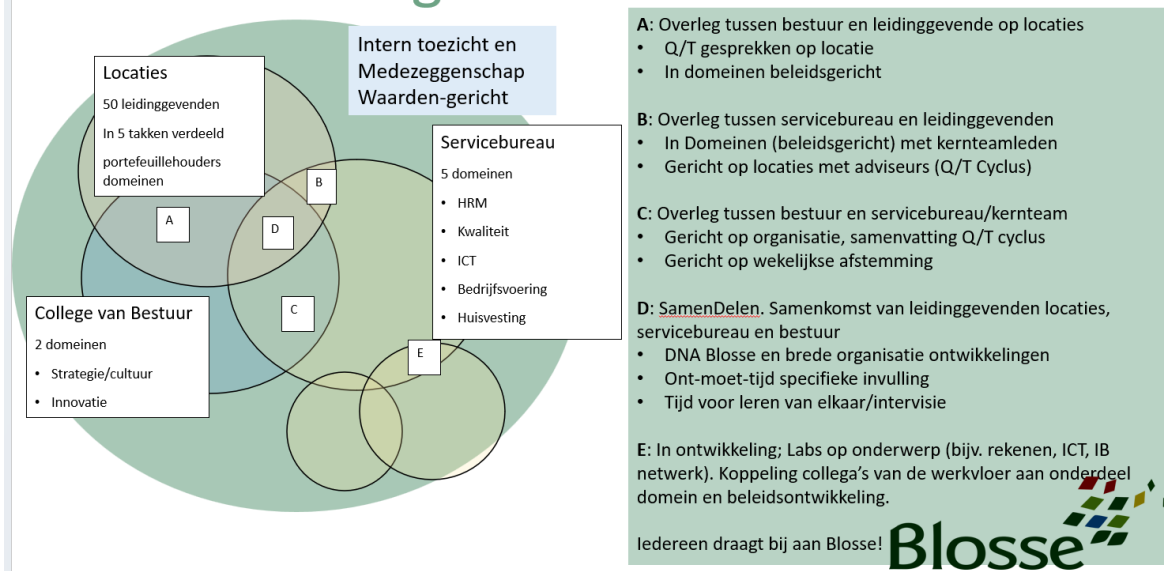 Intern toezicht en
Medezeggenschap
Waarden-gericht
Locaties
50 leidinggevenden
In 5 takken verdeeld
portefeuillehouders
domeinen
Servicebureau
5 domeinen
• HRM
• Kwaliteit
• ICT
• Bedrijfsvoering
• Huisvesting
B
A
D
C
E
College van Bestuur
2 domeinen
• Strategie/cultuur
• Innovatie
A: Overleg tussen bestuur en leidinggevende op locaties
• Q/T gesprekken op locatie
• In domeinen beleidsgericht
B: Overleg tussen servicebureau en leidinggevenden
• In Domeinen (beleidsgericht) met kernteamleden
• Gericht op locaties met adviseurs (Q/T Cyclus)
C: Overleg tussen bestuur en servicebureau/kernteam
• Gericht op organisatie, samenvatting Q/T cyclus
• Gericht op wekelijkse afstemming
D: SamenDelen. Samenkomst van leidinggevenden locaties,
servicebureau en bestuur
• DNA Blosse en brede organisatie ontwikkelingen
• Ont-moet-tijd specifieke invulling
• Tijd voor leren van elkaar/intervisie
E: In ontwikkeling; Labs op onderwerp (bijv. rekenen, ICT, IB
netwerk). Koppeling collega's van de werkvloer aan onderdeel
domein en beleidsontwikkeling.
Iedereen draagt bij aan Blosse!
Blosse